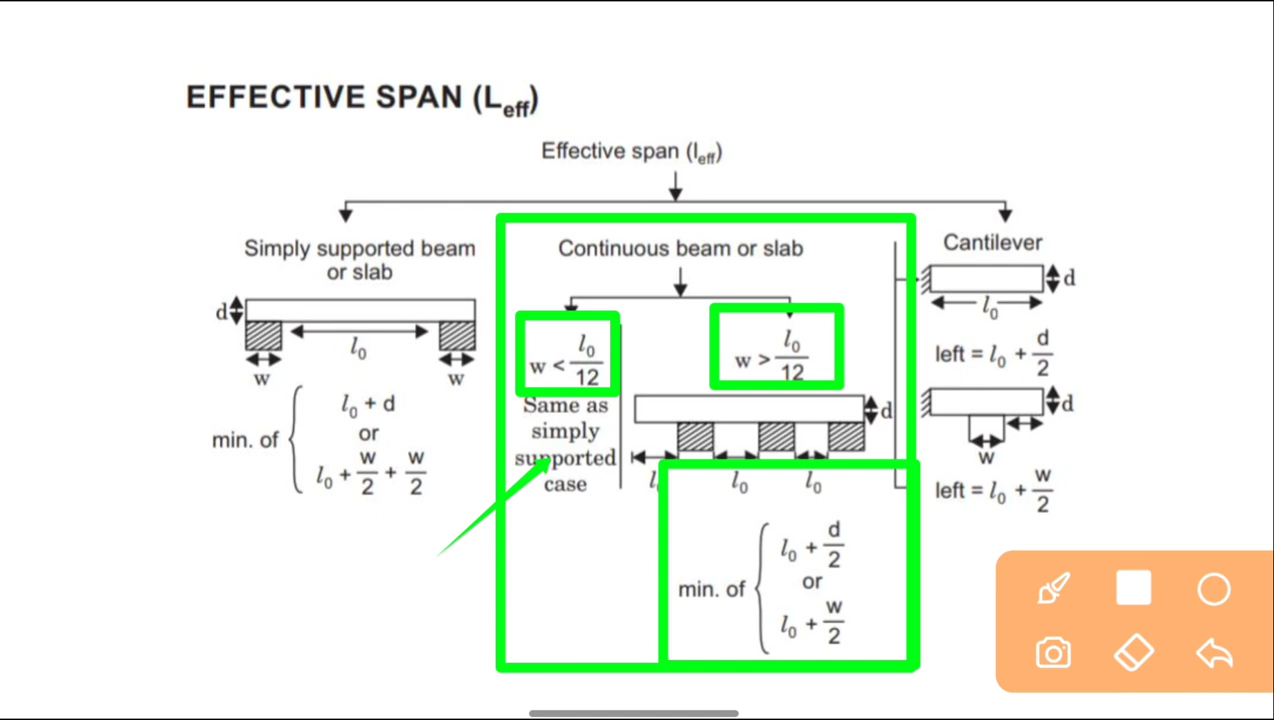 EFFECTIVE SPAN (L_eff)
Effective span (l_eff)
Simply supported beam
or slab
d
l₀
w
w
min. of { l₀ + d
or
l₀ + w/2 + w/2
Continuous beam or slab
w < l₀/12
Same as
simply
supported
case
w > l₀/12
d
l₀ l₀
min. of { l₀ + d/2
or
l₀ + w/2
Cantilever
d
l₀
left = l₀ + d/2
d
w
w
left = l₀ + w/2